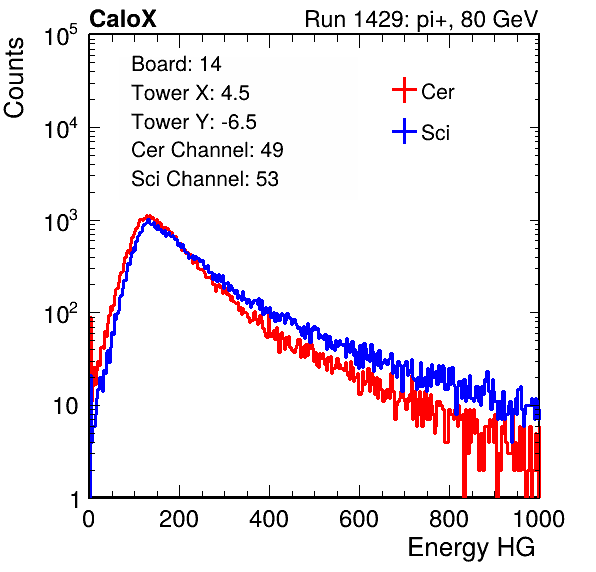 CaloX Run 1429: pi+, 80 GeV
Counts
Board: 14
Tower X: 4.5
Tower Y: -6.5
Cer Channel: 49
Sci Channel: 53
Cer
Sci
10^5
10^4
10^3
10^2
10
1
0 200 400 600 800 1000
Energy HG